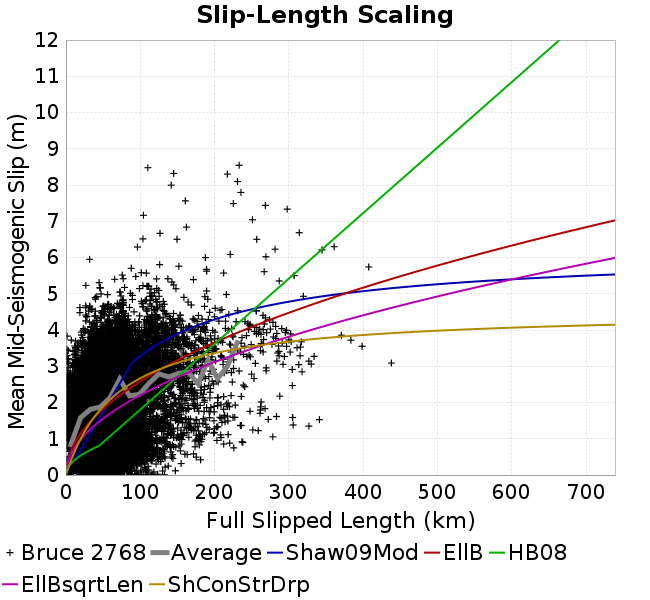 Slip-Length Scaling
Mean Mid-Seismogenic Slip (m)
12
11
10
9
8
7
6
5
4
3
2
1
0
0 100 200 300 400 500 600 700
Full Slipped Length (km)
Bruce 2768 Average Shaw09Mod EllB HB08
EllBsqrtLen ShConStrDrp